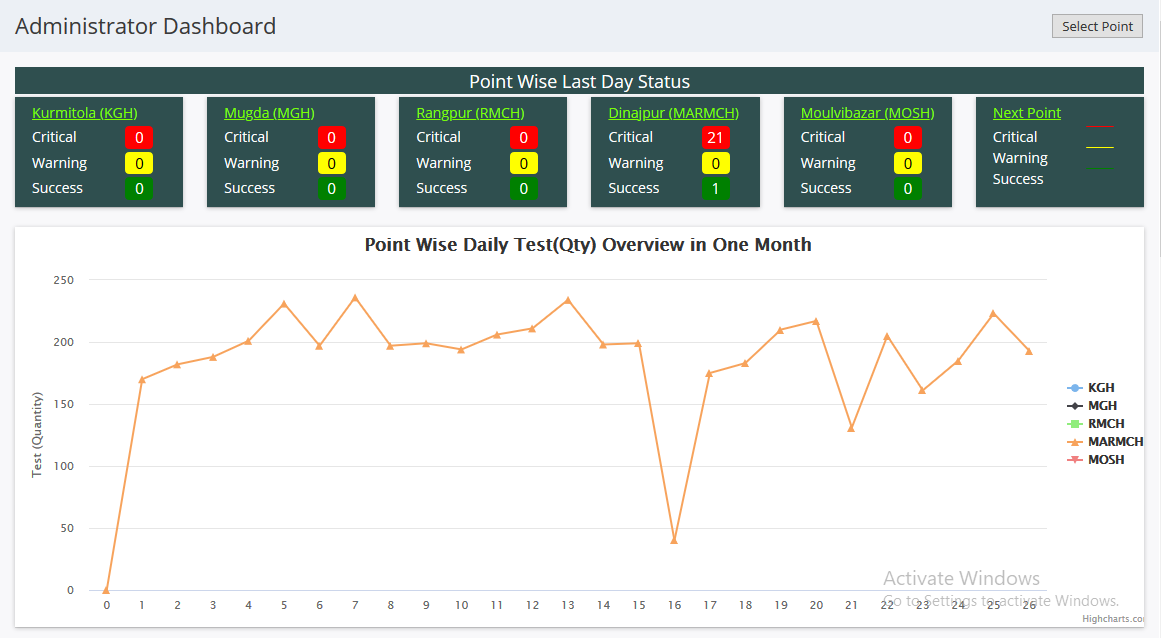 Administrator Dashboard
Select Point
Point Wise Last Day Status
Kurmitola (KGH)
Critical 0
Warning 0
Success 0
Mugda (MGH)
Critical 0
Warning 0
Success 0
Rangpur (RMCH)
Critical 0
Warning 0
Success 0
Dinajpur (MARMCH)
Critical 21
Warning 0
Success 1
Moulvibazar (MOSH)
Critical 0
Warning 0
Success 0
Next Point
Critical
Warning
Success
Point Wise Daily Test(Qty) Overview in One Month
Test (Quantity)
250
200
150
100
50
0
0 1 2 3 4 5 6 7 8 9 10 11 12 13 14 15 16 17 18 19 20 21 22 23 24 25 26
KGH
MGH
RMCH
MARMCH
MOSH
Activate Windows
Go to Settings to activate Windows.
Highcharts.co